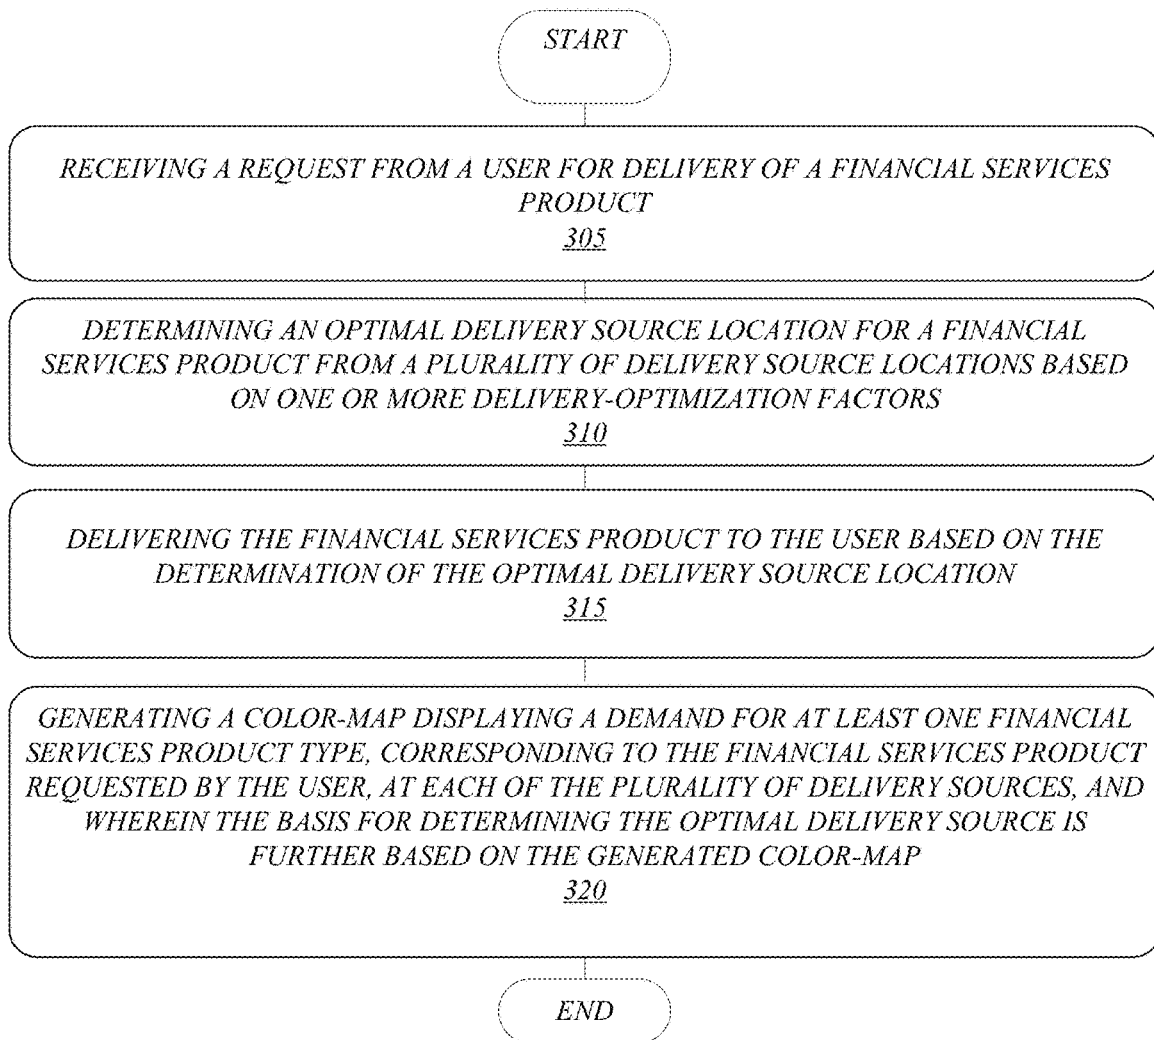 START
RECEIVING A REQUEST FROM A USER FOR DELIVERY OF A FINANCIAL SERVICES
PRODUCT
305
DETERMINING AN OPTIMAL DELIVERY SOURCE LOCATION FOR A FINANCIAL
SERVICES PRODUCT FROM A PLURALITY OF DELIVERY SOURCE LOCATIONS BASED
ON ONE OR MORE DELIVERY-OPTIMIZATION FACTORS
310
DELIVERING THE FINANCIAL SERVICES PRODUCT TO THE USER BASED ON THE
DETERMINATION OF THE OPTIMAL DELIVERY SOURCE LOCATION
315
GENERATING A COLOR-MAP DISPLAYING A DEMAND FOR AT LEAST ONE FINANCIAL
SERVICES PRODUCT TYPE, CORRESPONDING TO THE FINANCIAL SERVICES PRODUCT
REQUESTED BY THE USER, AT EACH OF THE PLURALITY OF DELIVERY SOURCES, AND
WHEREIN THE BASIS FOR DETERMINING THE OPTIMAL DELIVERY SOURCE IS
FURTHER BASED ON THE GENERATED COLOR-MAP
320
END